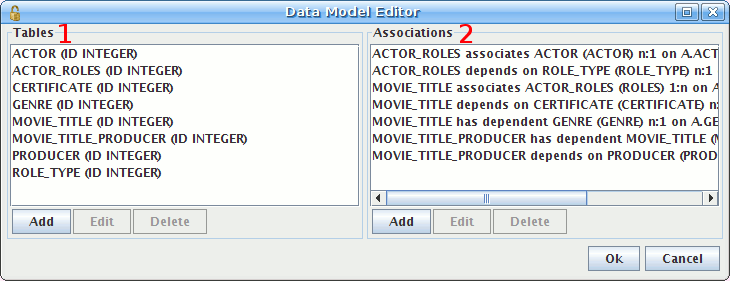 Data Model Editor
Tables 1
ACTOR (ID INTEGER)
ACTOR_ROLES (ID INTEGER)
CERTIFICATE (ID INTEGER)
GENRE (ID INTEGER)
MOVIE_TITLE (ID INTEGER)
MOVIE_TITLE_PRODUCER (ID INTEGER)
PRODUCER (ID INTEGER)
ROLE_TYPE (ID INTEGER)
Add Edit Delete
Associations 2
ACTOR_ROLES associates ACTOR (ACTOR) n:1 on A.ACT
ACTOR_ROLES depends on ROLE_TYPE (ROLE_TYPE) n:1
MOVIE_TITLE associates ACTOR_ROLES (ROLES) 1:n on A
MOVIE_TITLE depends on CERTIFICATE (CERTIFICATE) n:
MOVIE_TITLE has dependent GENRE (GENRE) n:1 on A.GE
MOVIE_TITLE_PRODUCER has dependent MOVIE_TITLE (M
MOVIE_TITLE_PRODUCER depends on PRODUCER (PROD
Add Edit Delete
Ok Cancel